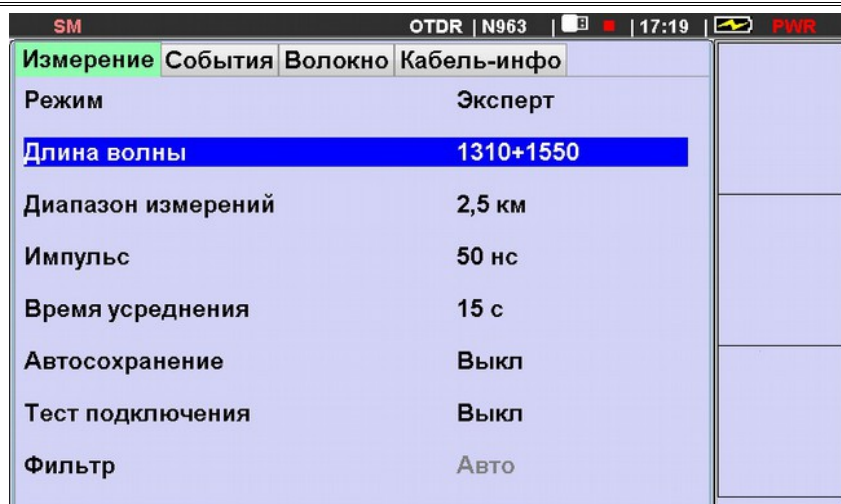 SM OTDR | N963 | | 17:19 | PWR
Измерение События Волокно Кабель-инфо
Режим Эксперт
Длина волны 1310+1550
Диапазон измерений 2,5 км
Импульс 50 нс
Время усреднения 15 с
Автосохранение Выкл
Тест подключения Выкл
Фильтр Авто